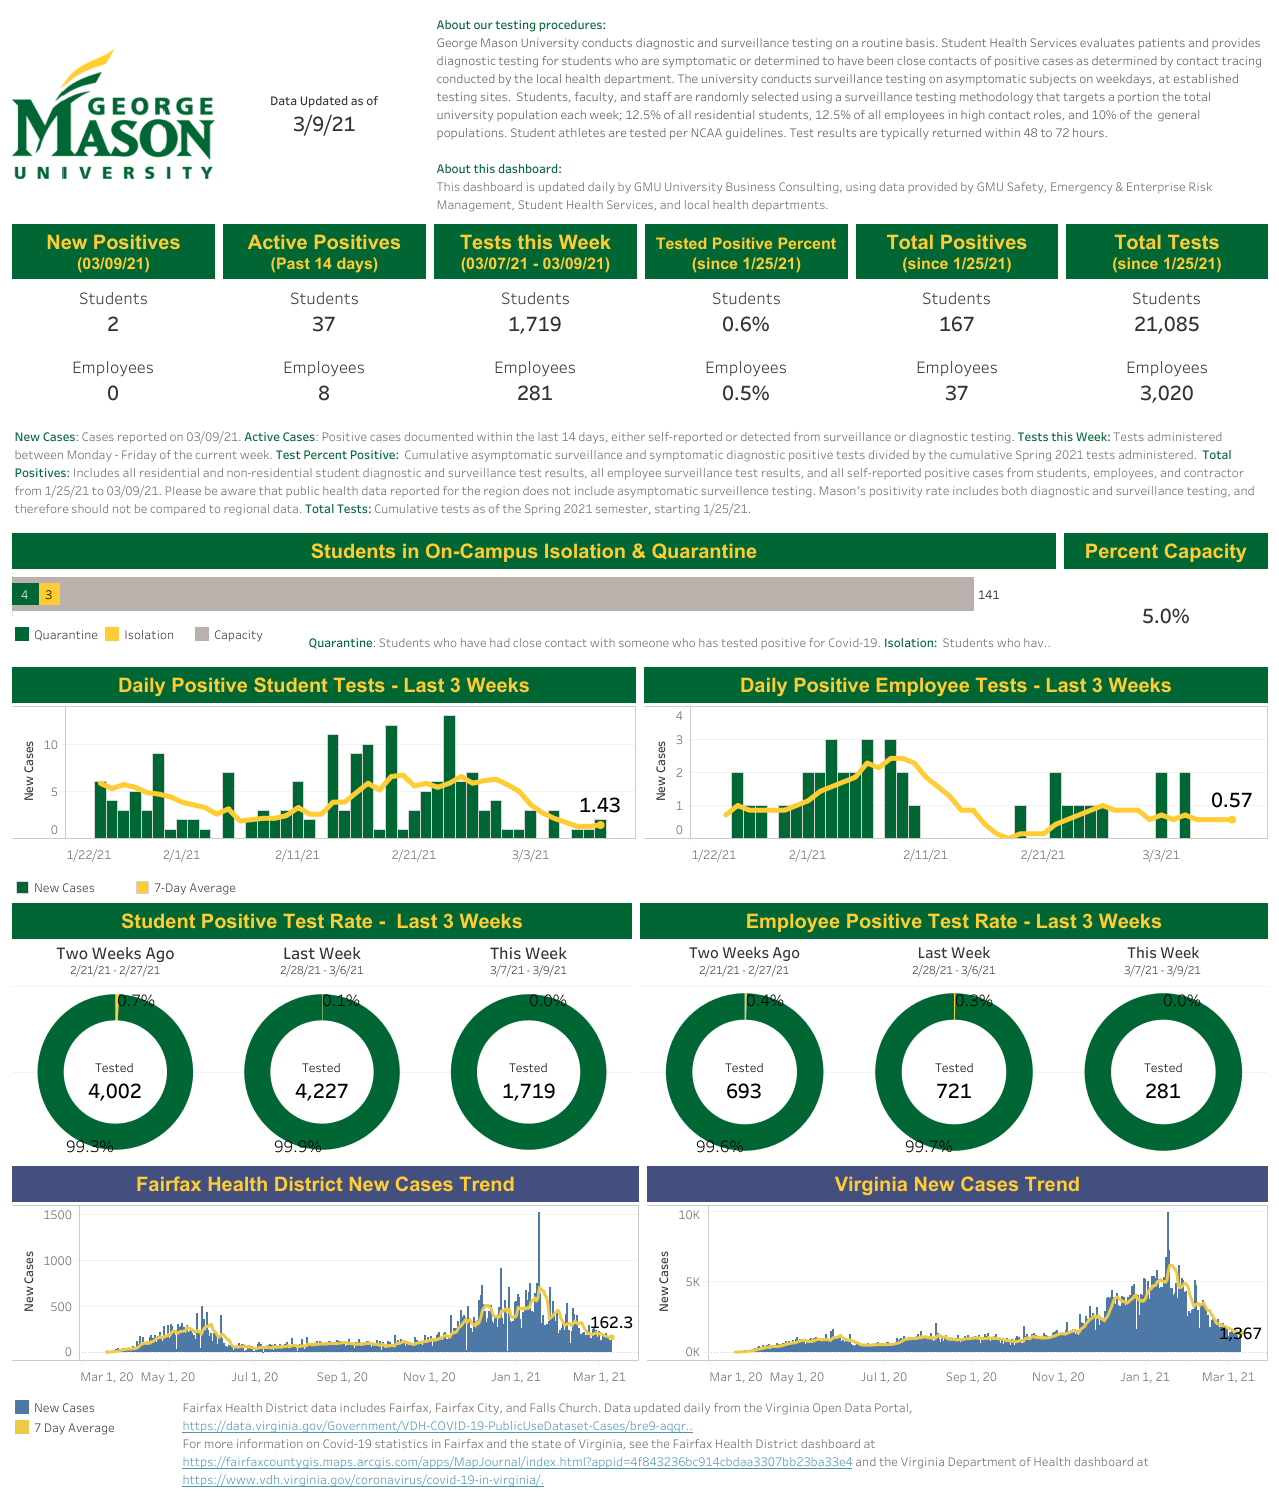 GEORGE
MASON
UNIVERSITY
Data Updated as of
3/9/21
About our testing procedures:
George Mason University conducts diagnostic and surveillance testing on a routine basis. Student Health Services evaluates patients and provides
diagnostic testing for students who are symptomatic or determined to have been close contacts of positive cases as determined by contact tracing
conducted by the local health department. The university conducts surveillance testing on asymptomatic subjects on weekdays, at established
testing sites.  Students, faculty, and staff are randomly selected using a surveillance testing methodology that targets a portion the total
university population each week; 12.5% of all residential students, 12.5% of all employees in high contact roles, and 10% of the  general
populations. Student athletes are tested per NCAA guidelines. Test results are typically returned within 48 to 72 hours.
About this dashboard:
This dashboard is updated daily by GMU University Business Consulting, using data provided by GMU Safety, Emergency & Enterprise Risk
Management, Student Health Services, and local health departments.
New Positives
(03/09/21)
Students
2
Employees
0
Active Positives
(Past 14 days)
Students
37
Employees
8
Tests this Week
(03/07/21 - 03/09/21)
Students
1,719
Employees
281
Tested Positive Percent
(since 1/25/21)
Students
0.6%
Employees
0.5%
Total Positives
(since 1/25/21)
Students
167
Employees
37
Total Tests
(since 1/25/21)
Students
21,085
Employees
3,020
New Cases: Cases reported on 03/09/21. Active Cases: Positive cases documented within the last 14 days, either self-reported or detected from surveillance or diagnostic testing. Tests this Week: Tests administered
between Monday - Friday of the current week. Test Percent Positive:  Cumulative asymptomatic surveillance and symptomatic diagnostic positive tests divided by the cumulative Spring 2021 tests administered.  Total
Positives: Includes all residential and non-residential student diagnostic and surveillance test results, all employee surveillance test results, and all self-reported positive cases from students, employees, and contractor
from 1/25/21 to 03/09/21. Please be aware that public health data reported for the region does not include asymptomatic surveillence testing. Mason's positivity rate includes both diagnostic and surveillance testing, and
therefore should not be compared to regional data. Total Tests: Cumulative tests as of the Spring 2021 semester, starting 1/25/21.
Students in On-Campus Isolation & Quarantine
4 3 141
Quarantine Isolation Capacity
Quarantine: Students who have had close contact with someone who has tested positive for Covid-19. Isolation:  Students who hav..
Percent Capacity
5.0%
Daily Positive Student Tests - Last 3 Weeks
New Cases
10
5
0
1.43
1/22/21 2/1/21 2/11/21 2/21/21 3/3/21
New Cases 7-Day Average
Daily Positive Employee Tests - Last 3 Weeks
New Cases
4
3
2
1
0
0.57
1/22/21 2/1/21 2/11/21 2/21/21 3/3/21
Student Positive Test Rate -  Last 3 Weeks
Two Weeks Ago
2/21/21 - 2/27/21
0.7%
Tested
4,002
99.3%
Last Week
2/28/21 - 3/6/21
0.1%
Tested
4,227
99.9%
This Week
3/7/21 - 3/9/21
0.0%
Tested
1,719
Employee Positive Test Rate - Last 3 Weeks
Two Weeks Ago
2/21/21 - 2/27/21
0.4%
Tested
693
99.6%
Last Week
2/28/21 - 3/6/21
0.3%
Tested
721
99.7%
This Week
3/7/21 - 3/9/21
0.0%
Tested
281
Fairfax Health District New Cases Trend
New Cases
1500
1000
500
0
162.3
Mar 1, 20 May 1, 20 Jul 1, 20 Sep 1, 20 Nov 1, 20 Jan 1, 21 Mar 1, 21
Virginia New Cases Trend
New Cases
10K
5K
0K
1,367
Mar 1, 20 May 1, 20 Jul 1, 20 Sep 1, 20 Nov 1, 20 Jan 1, 21 Mar 1, 21
New Cases
7 Day Average
Fairfax Health District data includes Fairfax, Fairfax City, and Falls Church. Data updated daily from the Virginia Open Data Portal,
https://data.virginia.gov/Government/VDH-COVID-19-PublicUseDataset-Cases/bre9-aqqr..
For more information on Covid-19 statistics in Fairfax and the state of Virginia, see the Fairfax Health District dashboard at
https://fairfaxcountygis.maps.arcgis.com/apps/MapJournal/index.html?appid=4f843236bc914cbdaa3307bb23ba33e4 and the Virginia Department of Health dashboard at
https://www.vdh.virginia.gov/coronavirus/covid-19-in-virginia/.